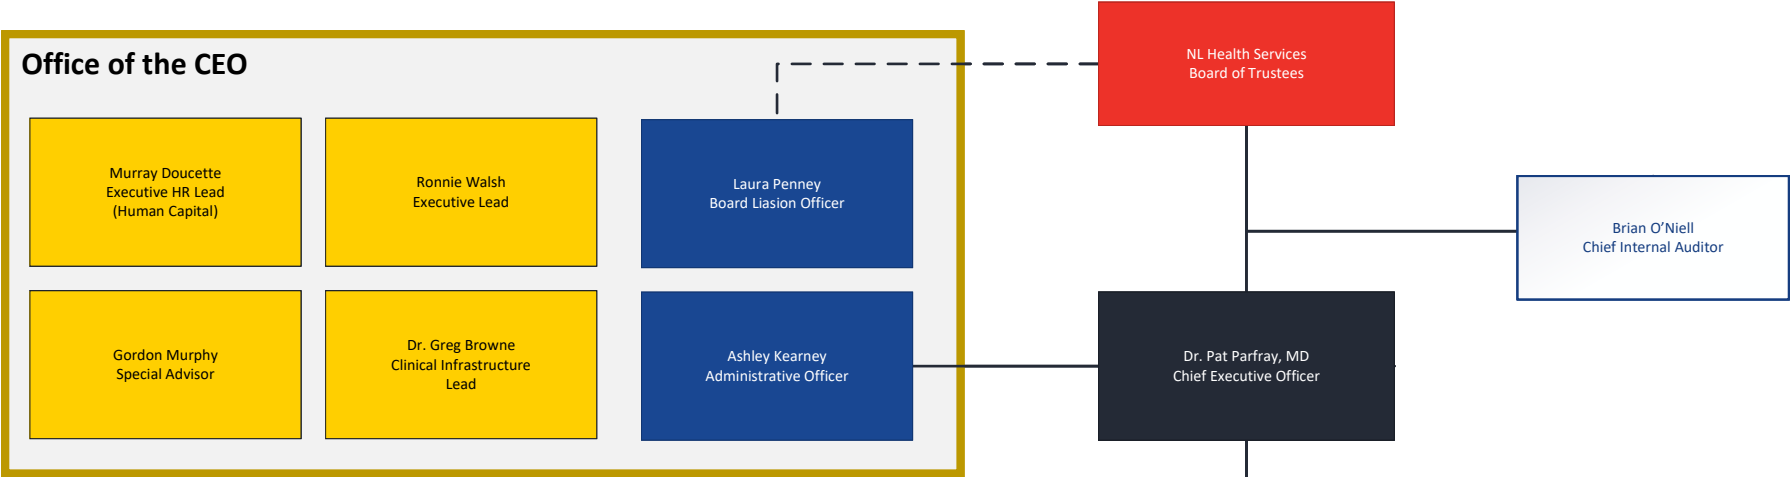 Office of the CEO
NL Health Services
Board of Trustees
Murray Doucette
Executive HR Lead
(Human Capital)
Ronnie Walsh
Executive Lead
Laura Penney
Board Liasion Officer
Brian O’Niell
Chief Internal Auditor
Gordon Murphy
Special Advisor
Dr. Greg Browne
Clinical Infrastructure
Lead
Ashley Kearney
Administrative Officer
Dr. Pat Parfray, MD
Chief Executive Officer